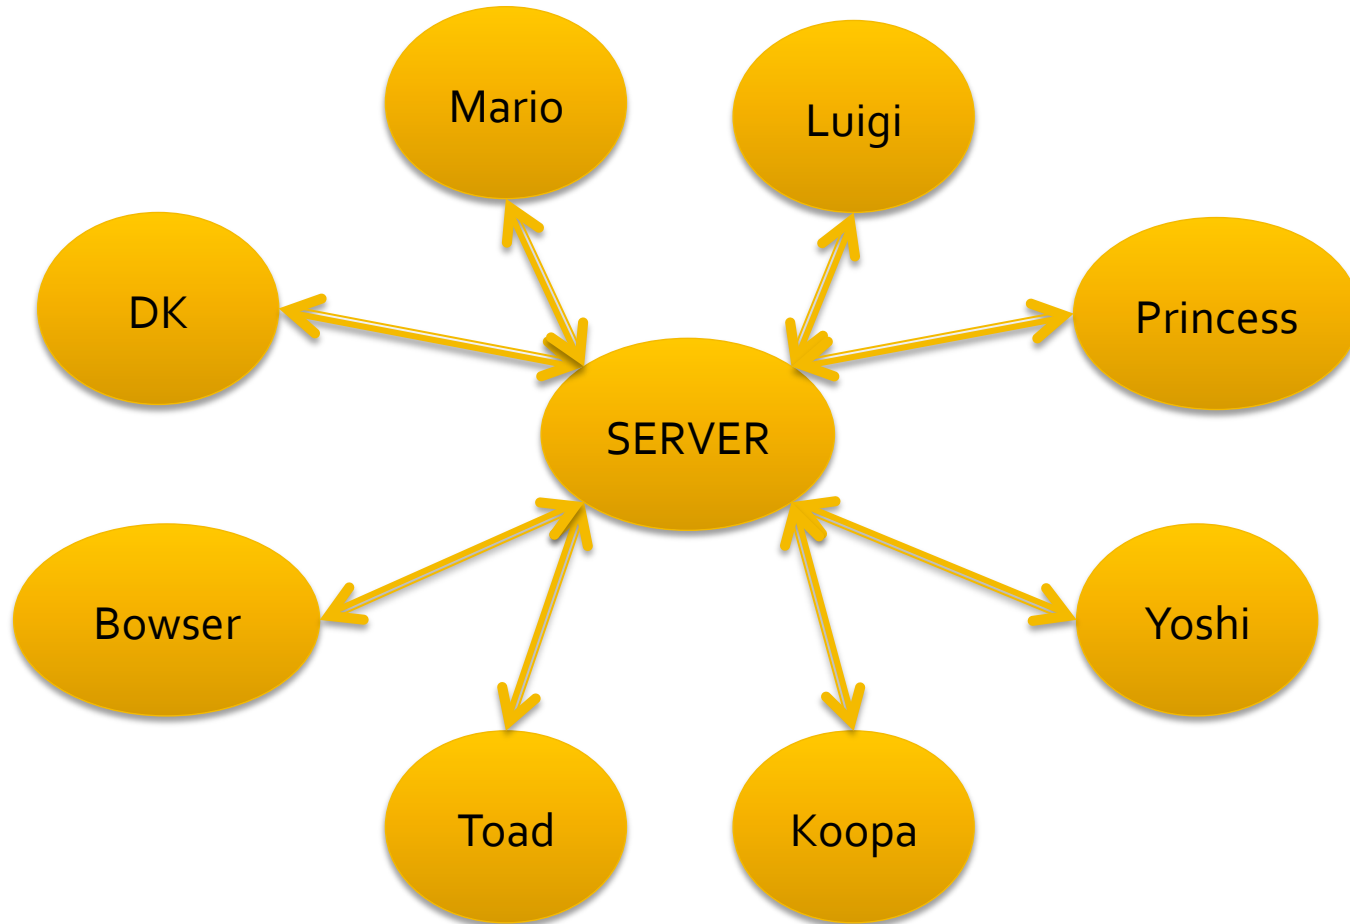 Mario
Luigi
DK
Princess
SERVER
Bowser
Yoshi
Toad
Koopa